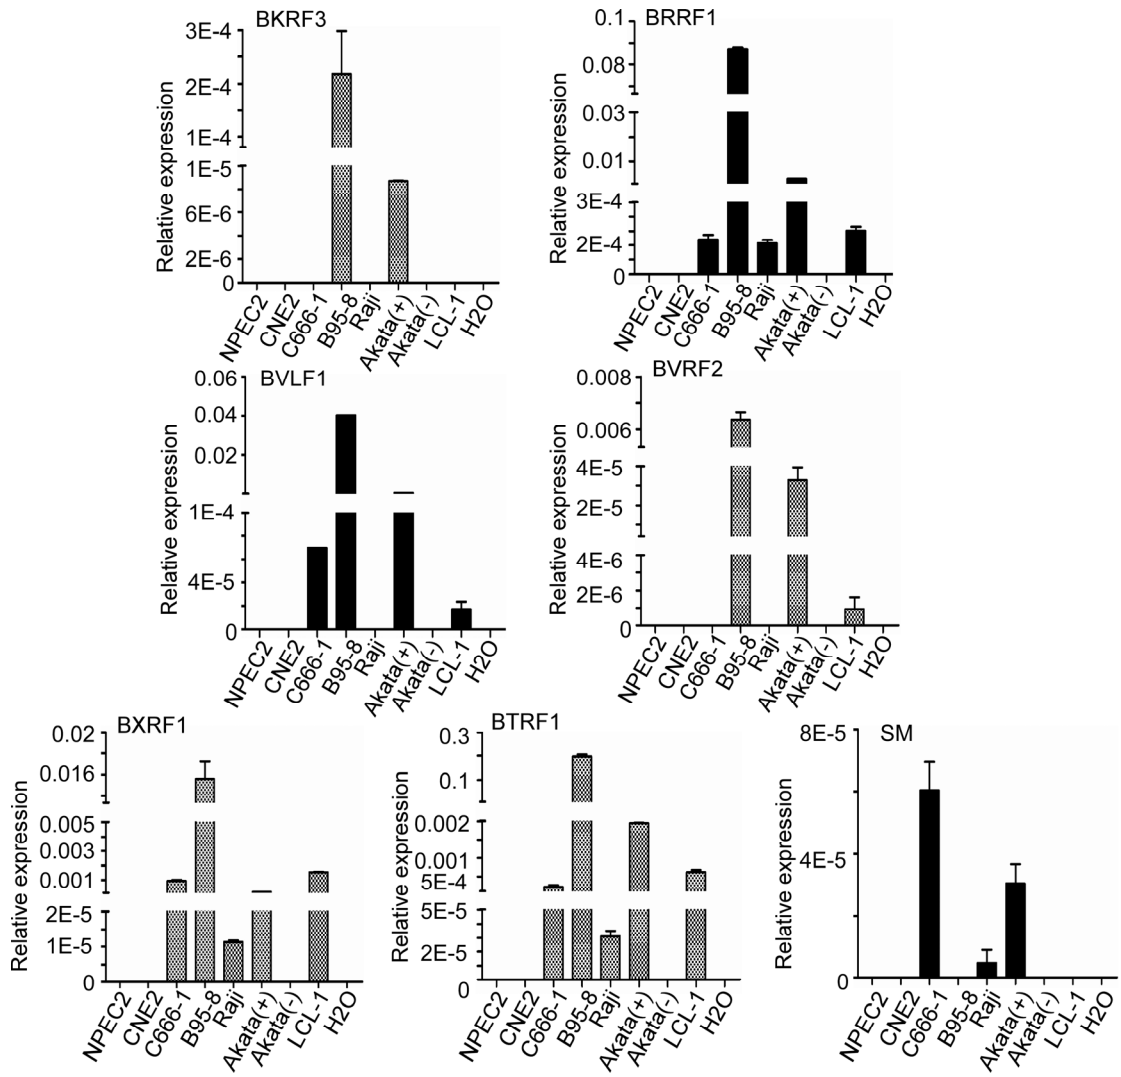 BKRF3
Relative expression
3E-4
2E-4
1E-4
1E-5
6E-6
2E-6
0
NPEC2
CNE2
C666-1
B95-8
Raji
Akata(+)
Akata(-)
LCL-1
H2O
BRRF1
Relative expression
0.1
0.08
0.03
0.01
3E-4
2E-4
0
NPEC2
CNE2
C666-1
B95-8
Raji
Akata(+)
Akata(-)
LCL-1
H2O
BVLF1
Relative expression
0.06
0.04
0.02
1E-4
4E-5
0
NPEC2
CNE2
C666-1
B95-8
Raji
Akata(+)
Akata(-)
LCL-1
H2O
BVRF2
Relative expression
0.008
0.006
4E-5
2E-5
4E-6
2E-6
0
NPEC2
CNE2
C666-1
B95-8
Raji
Akata(+)
Akata(-)
LCL-1
H2O
BXRF1
Relative expression
0.02
0.016
0.005
0.003
0.001
2E-5
1E-5
0
NPEC2
CNE2
C666-1
B95-8
Raji
Akata(+)
Akata(-)
LCL-1
H2O
BTRF1
Relative expression
0.3
0.1
0.002
0.001
5E-4
5E-5
2E-5
0
NPEC2
CNE2
C666-1
B95-8
Raji
Akata(+)
Akata(-)
LCL-1
H2O
SM
Relative expression
8E-5
4E-5
0
NPEC2
CNE2
C666-1
B95-8
Raji
Akata(+)
Akata(-)
LCL-1
H2O